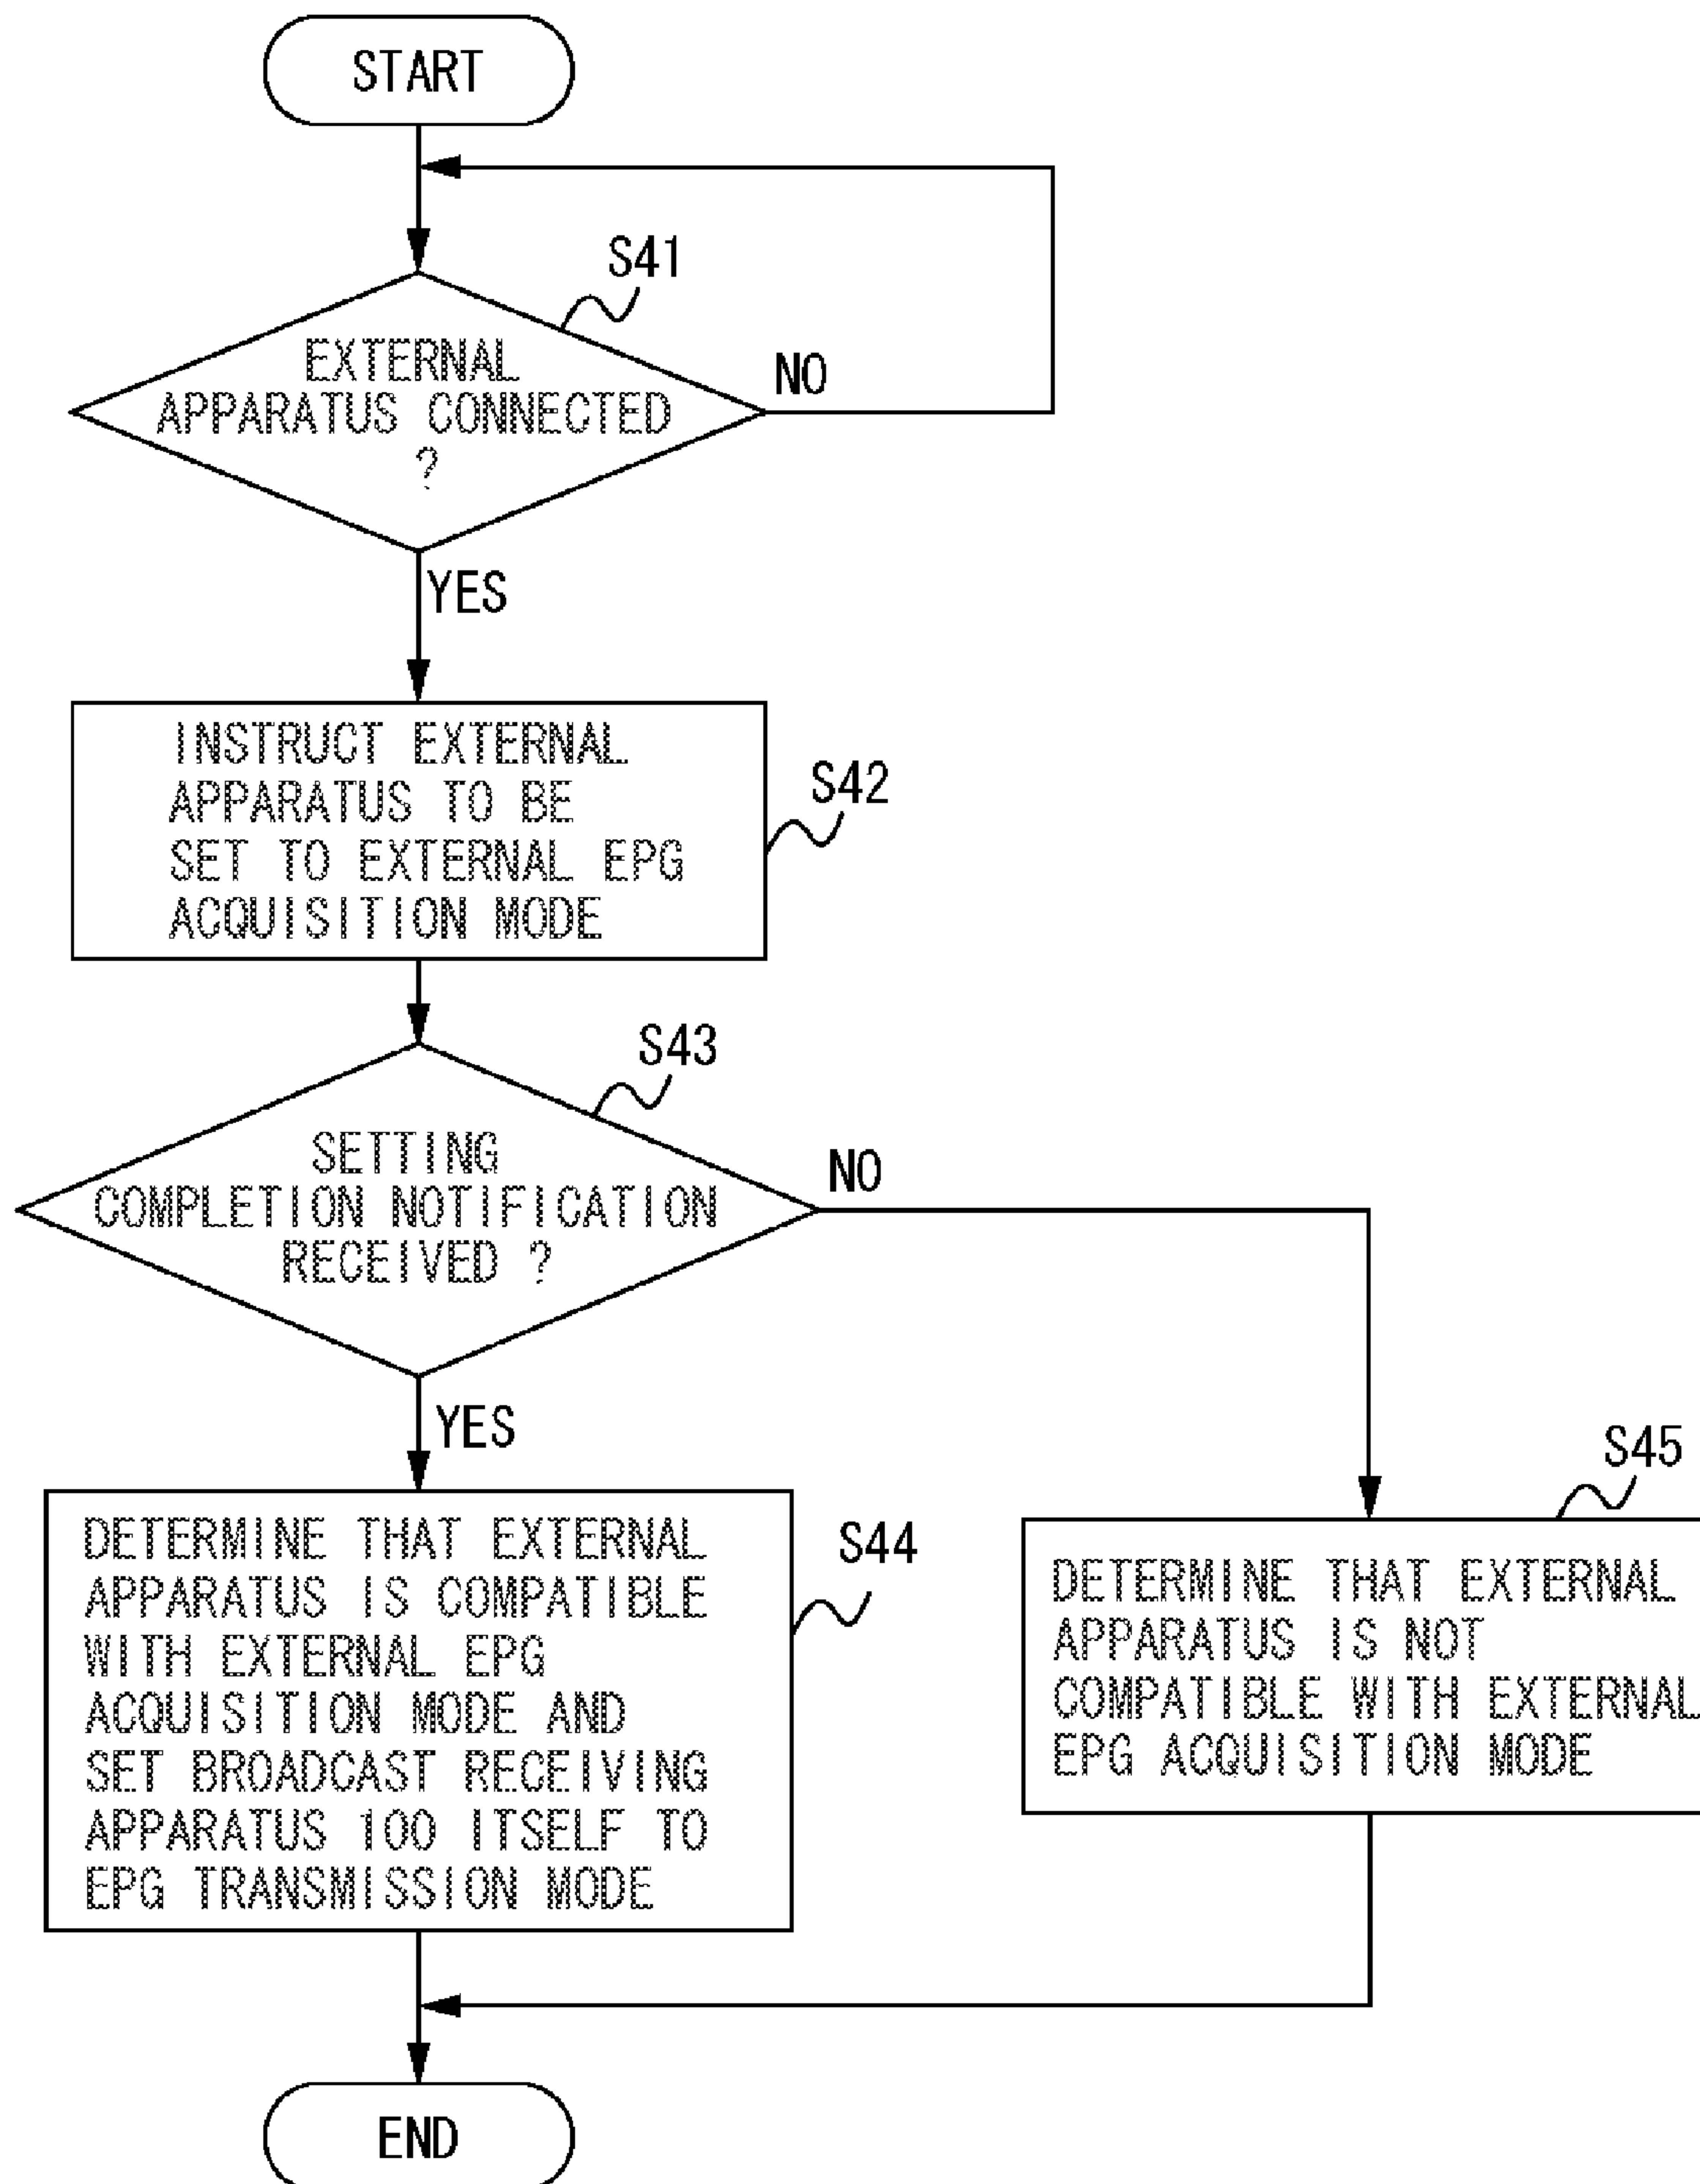 START
S41
EXTERNAL
APPARATUS CONNECTED
?
NO
YES
INSTRUCT EXTERNAL
APPARATUS TO BE
SET TO EXTERNAL EPG
ACQUISITION MODE
S42
S43
SETTING
COMPLETION NOTIFICATION
RECEIVED ?
NO
YES
DETERMINE THAT EXTERNAL
APPARATUS IS COMPATIBLE
WITH EXTERNAL EPG
ACQUISITION MODE AND
SET BROADCAST RECEIVING
APPARATUS 100 ITSELF TO
EPG TRANSMISSION MODE
S44
S45
DETERMINE THAT EXTERNAL
APPARATUS IS NOT
COMPATIBLE WITH EXTERNAL
EPG ACQUISITION MODE
END